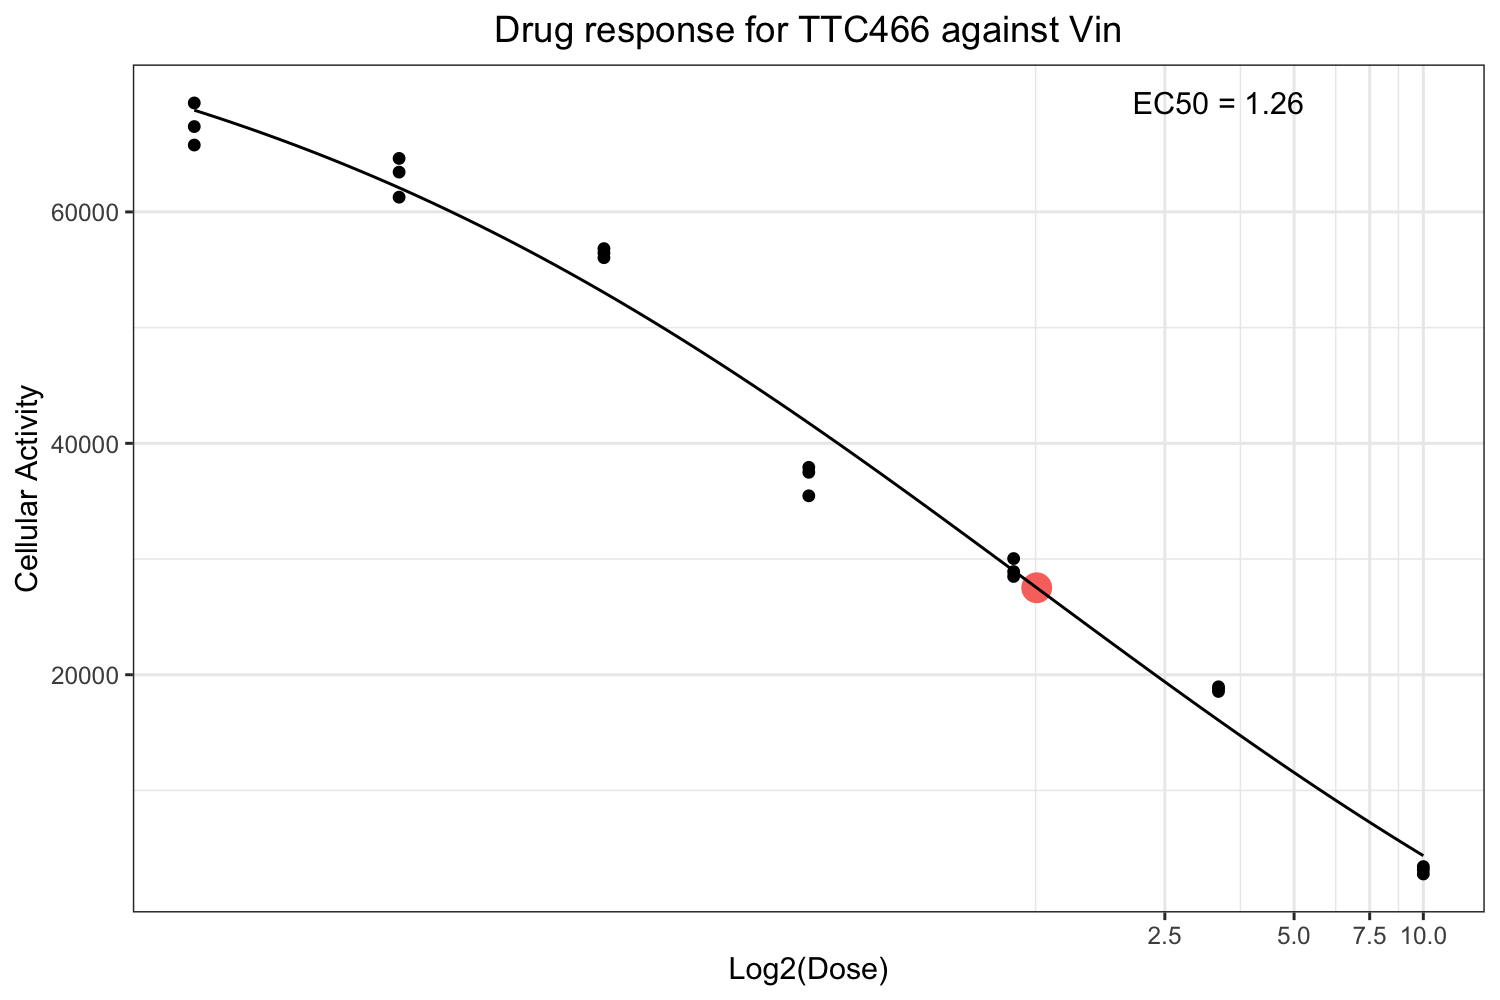 Drug response for TTC466 against Vin
EC50 = 1.26
60000
40000
20000
Cellular Activity
2.5 5.0 7.5 10.0
Log2(Dose)